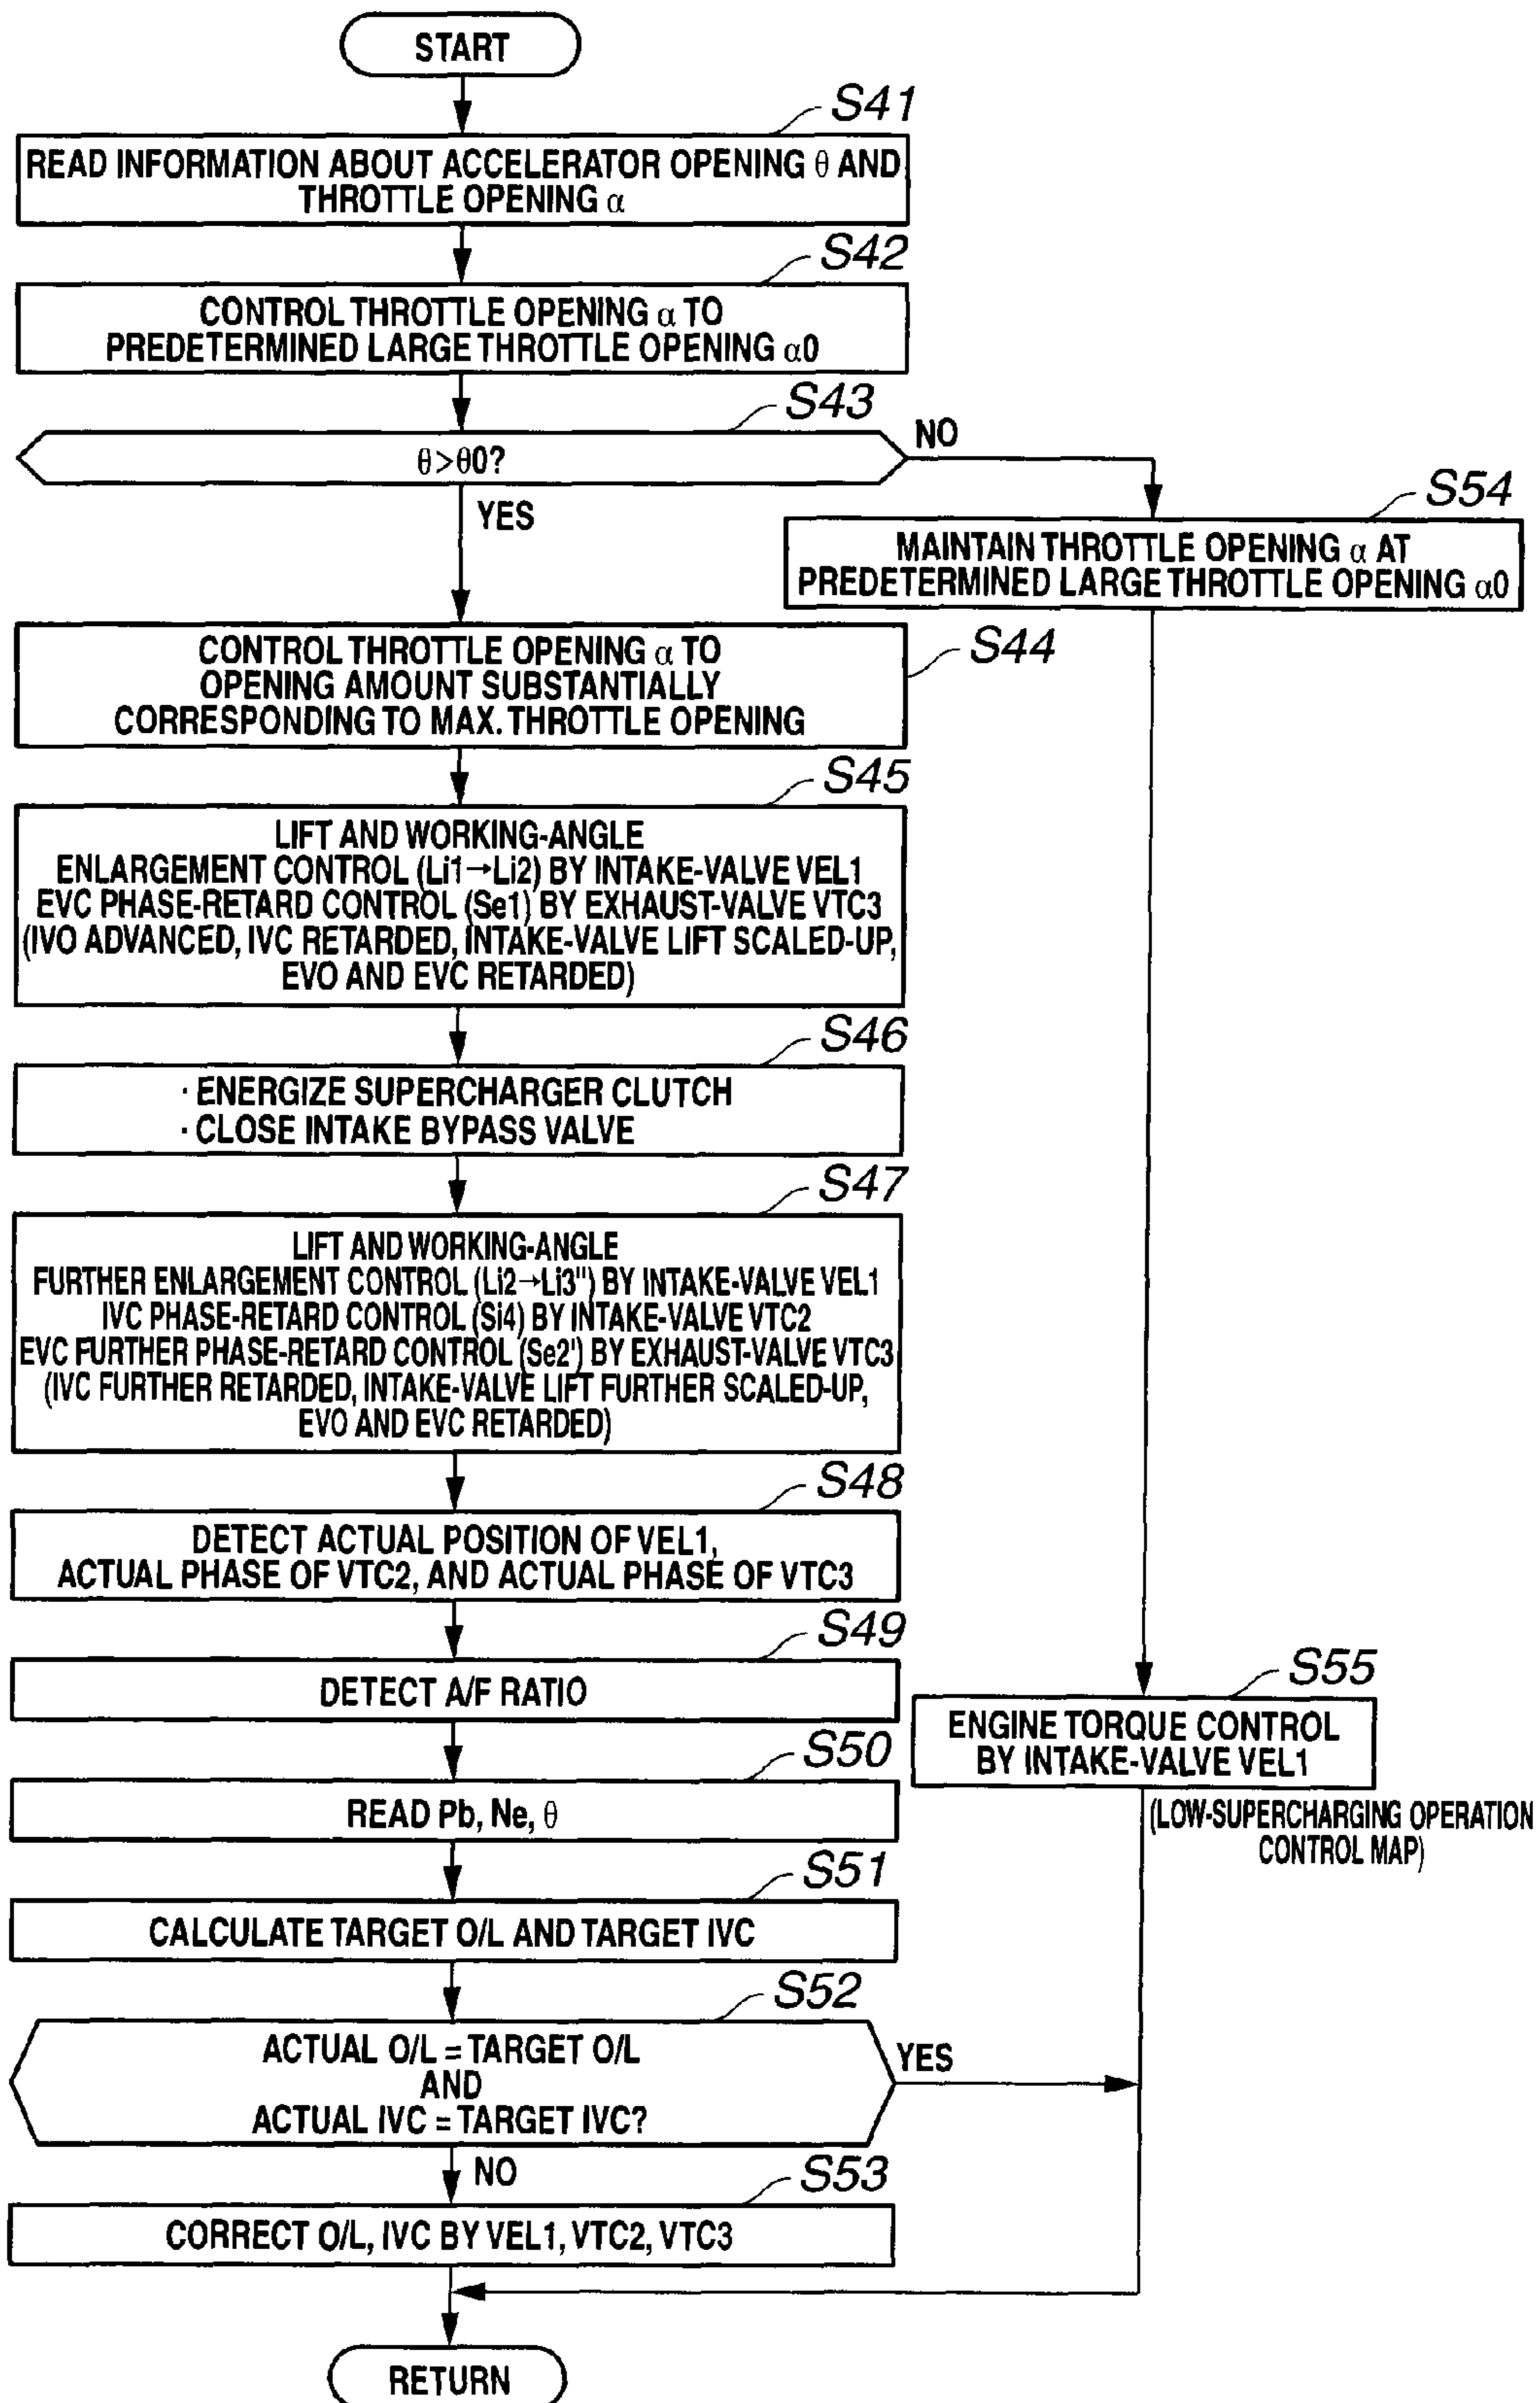 START
S41
READ INFORMATION ABOUT ACCELERATOR OPENING θ AND
THROTTLE OPENING α
S42
CONTROL THROTTLE OPENING α TO
PREDETERMINED LARGE THROTTLE OPENING α0
S43
θ>θ0?
NO
YES
S54
MAINTAIN THROTTLE OPENING α AT
PREDETERMINED LARGE THROTTLE OPENING α0
S44
CONTROL THROTTLE OPENING α TO
OPENING AMOUNT SUBSTANTIALLY
CORRESPONDING TO MAX. THROTTLE OPENING
S45
LIFT AND WORKING-ANGLE
ENLARGEMENT CONTROL (Li1→Li2) BY INTAKE-VALVE VEL1
EVC PHASE-RETARD CONTROL (Se1) BY EXHAUST-VALVE VTC3
(IVO ADVANCED, IVC RETARDED, INTAKE-VALVE LIFT SCALED-UP,
EVO AND EVC RETARDED)
S46
· ENERGIZE SUPERCHARGER CLUTCH
· CLOSE INTAKE BYPASS VALVE
S47
LIFT AND WORKING-ANGLE
FURTHER ENLARGEMENT CONTROL (Li2→Li3") BY INTAKE-VALVE VEL1
IVC PHASE-RETARD CONTROL (Si4) BY INTAKE-VALVE VTC2
EVC FURTHER PHASE-RETARD CONTROL (Se2') BY EXHAUST-VALVE VTC3
(IVC FURTHER RETARDED, INTAKE-VALVE LIFT FURTHER SCALED-UP,
EVO AND EVC RETARDED)
S48
DETECT ACTUAL POSITION OF VEL1,
ACTUAL PHASE OF VTC2, AND ACTUAL PHASE OF VTC3
S49
DETECT A/F RATIO
S55
ENGINE TORQUE CONTROL
BY INTAKE-VALVE VEL1
(LOW-SUPERCHARGING OPERATION
CONTROL MAP)
S50
READ Pb, Ne, θ
S51
CALCULATE TARGET O/L AND TARGET IVC
S52
ACTUAL O/L = TARGET O/L
AND
ACTUAL IVC = TARGET IVC?
YES
NO
S53
CORRECT O/L, IVC BY VEL1, VTC2, VTC3
RETURN